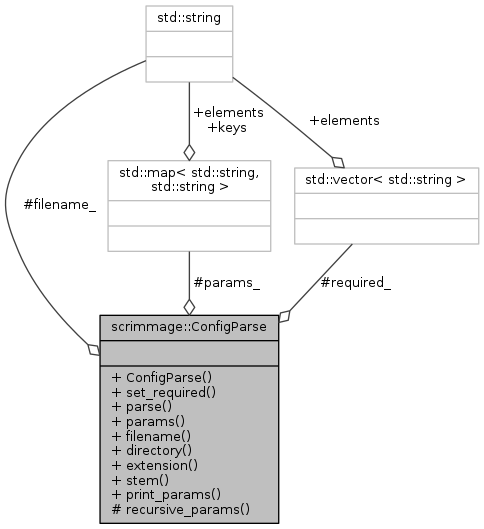 std::string
+elements
+keys
+elements
std::map< std::string,
std::string >
std::vector< std::string >
#filename_
#params_
#required_
scrimmage::ConfigParse
+ ConfigParse()
+ set_required()
+ parse()
+ params()
+ filename()
+ directory()
+ extension()
+ stem()
+ print_params()
# recursive_params()